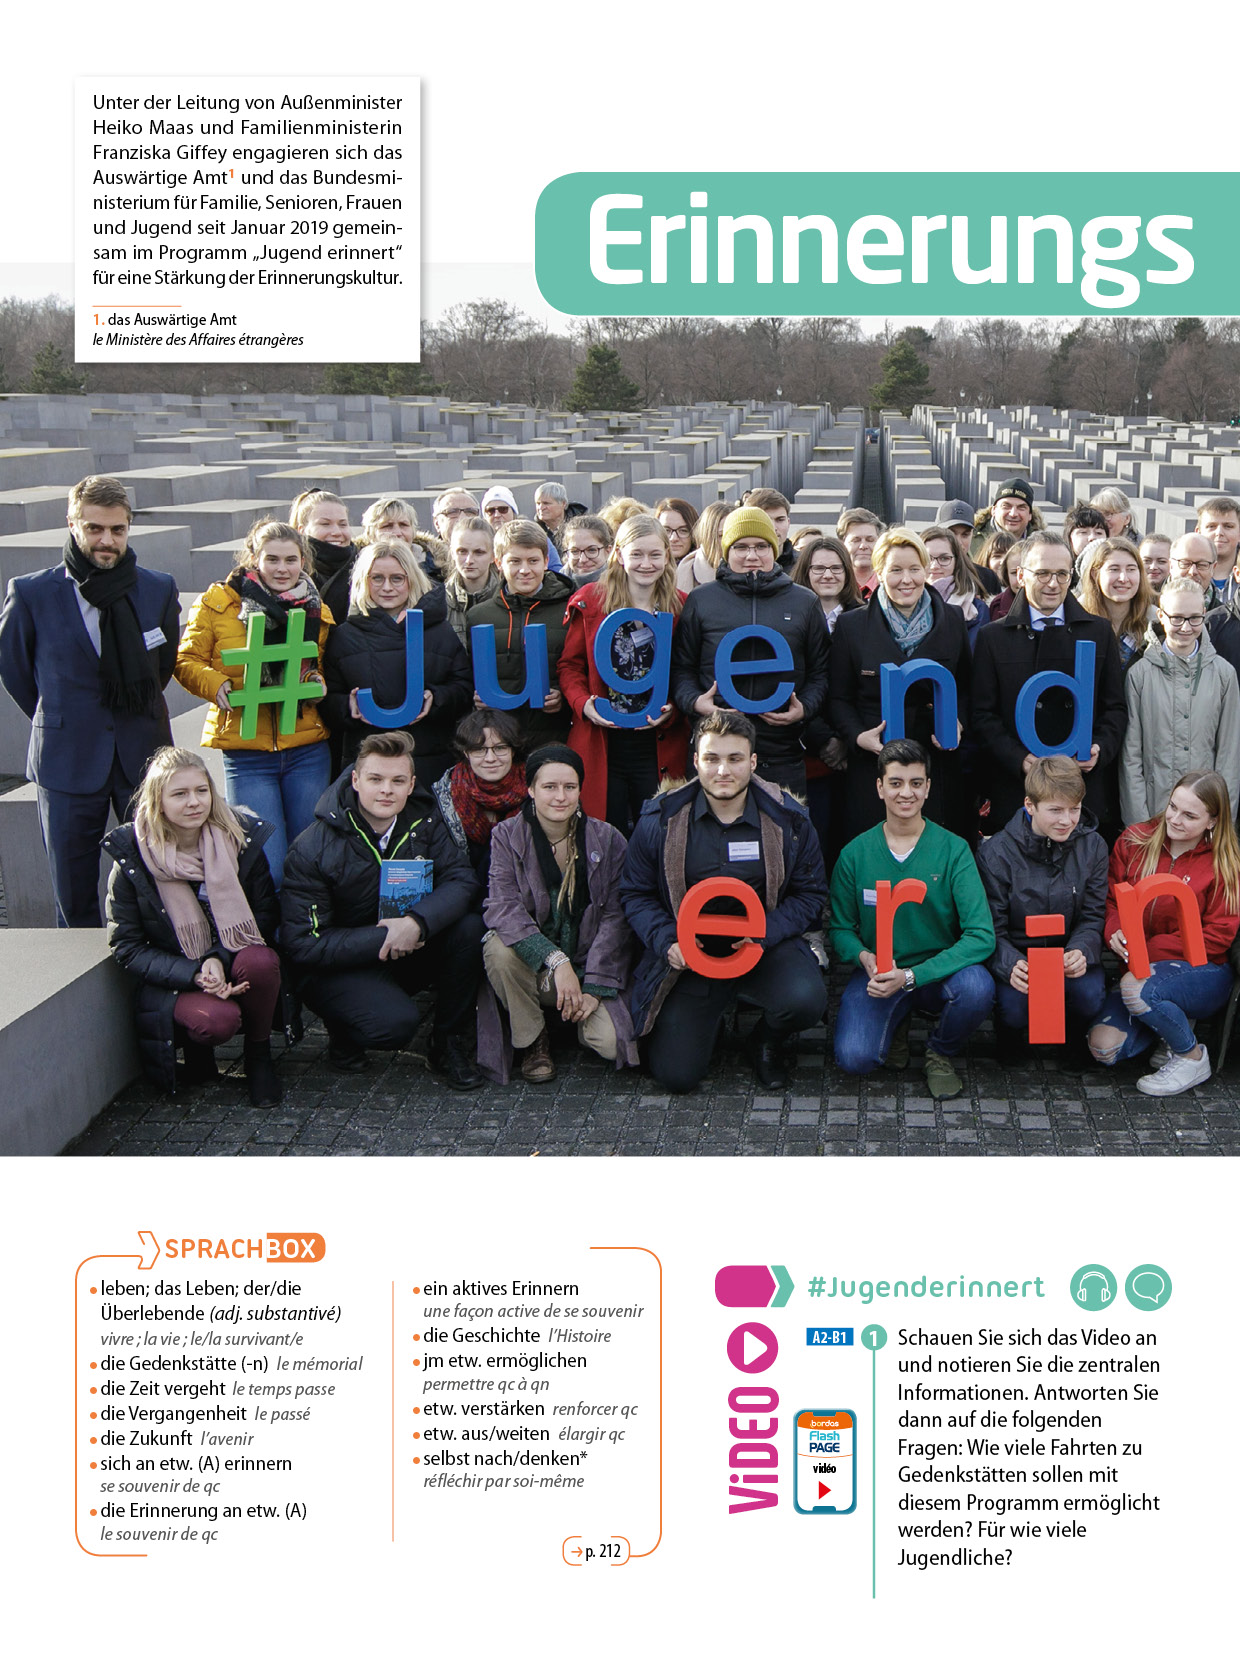 Unter der Leitung von Außenminister
Heiko Maas und Familienministerin
Franziska Giffey engagieren sich das
Auswärtige Amt1 und das Bundesmi-
nisterium für Familie, Senioren, Frauen
und Jugend seit Januar 2019 gemein-
sam im Programm „Jugend erinnert“
für eine Stärkung der Erinnerungskultur.
1. das Auswärtige Amt
le Ministère des Affaires étrangères
Erinnerungs
#Jugend
erin
SPRACHBOX
• leben; das Leben; der/die
Überlebende (adj. substantivé)
vivre ; la vie ; le/la survivant/e
• die Gedenkstätte (-n) le mémorial
• die Zeit vergeht le temps passe
• die Vergangenheit le passé
• die Zukunft l’avenir
• sich an etw. (A) erinnern
se souvenir de qc
• die Erinnerung an etw. (A)
le souvenir de qc
• ein aktives Erinnern
une façon active de se souvenir
• die Geschichte l’Histoire
• jm etw. ermöglichen
permettre qc à qn
• etw. verstärken renforcer qc
• etw. aus/weiten élargir qc
• selbst nach/denken*
réfléchir par soi-même
→ p. 212
#Jugenderinnert
ViDEO
bordas
Flash
PAGE
vidéo
A2-B1
1 Schauen Sie sich das Video an
und notieren Sie die zentralen
Informationen. Antworten Sie
dann auf die folgenden
Fragen: Wie viele Fahrten zu
Gedenkstätten sollen mit
diesem Programm ermöglicht
werden? Für wie viele
Jugendliche?